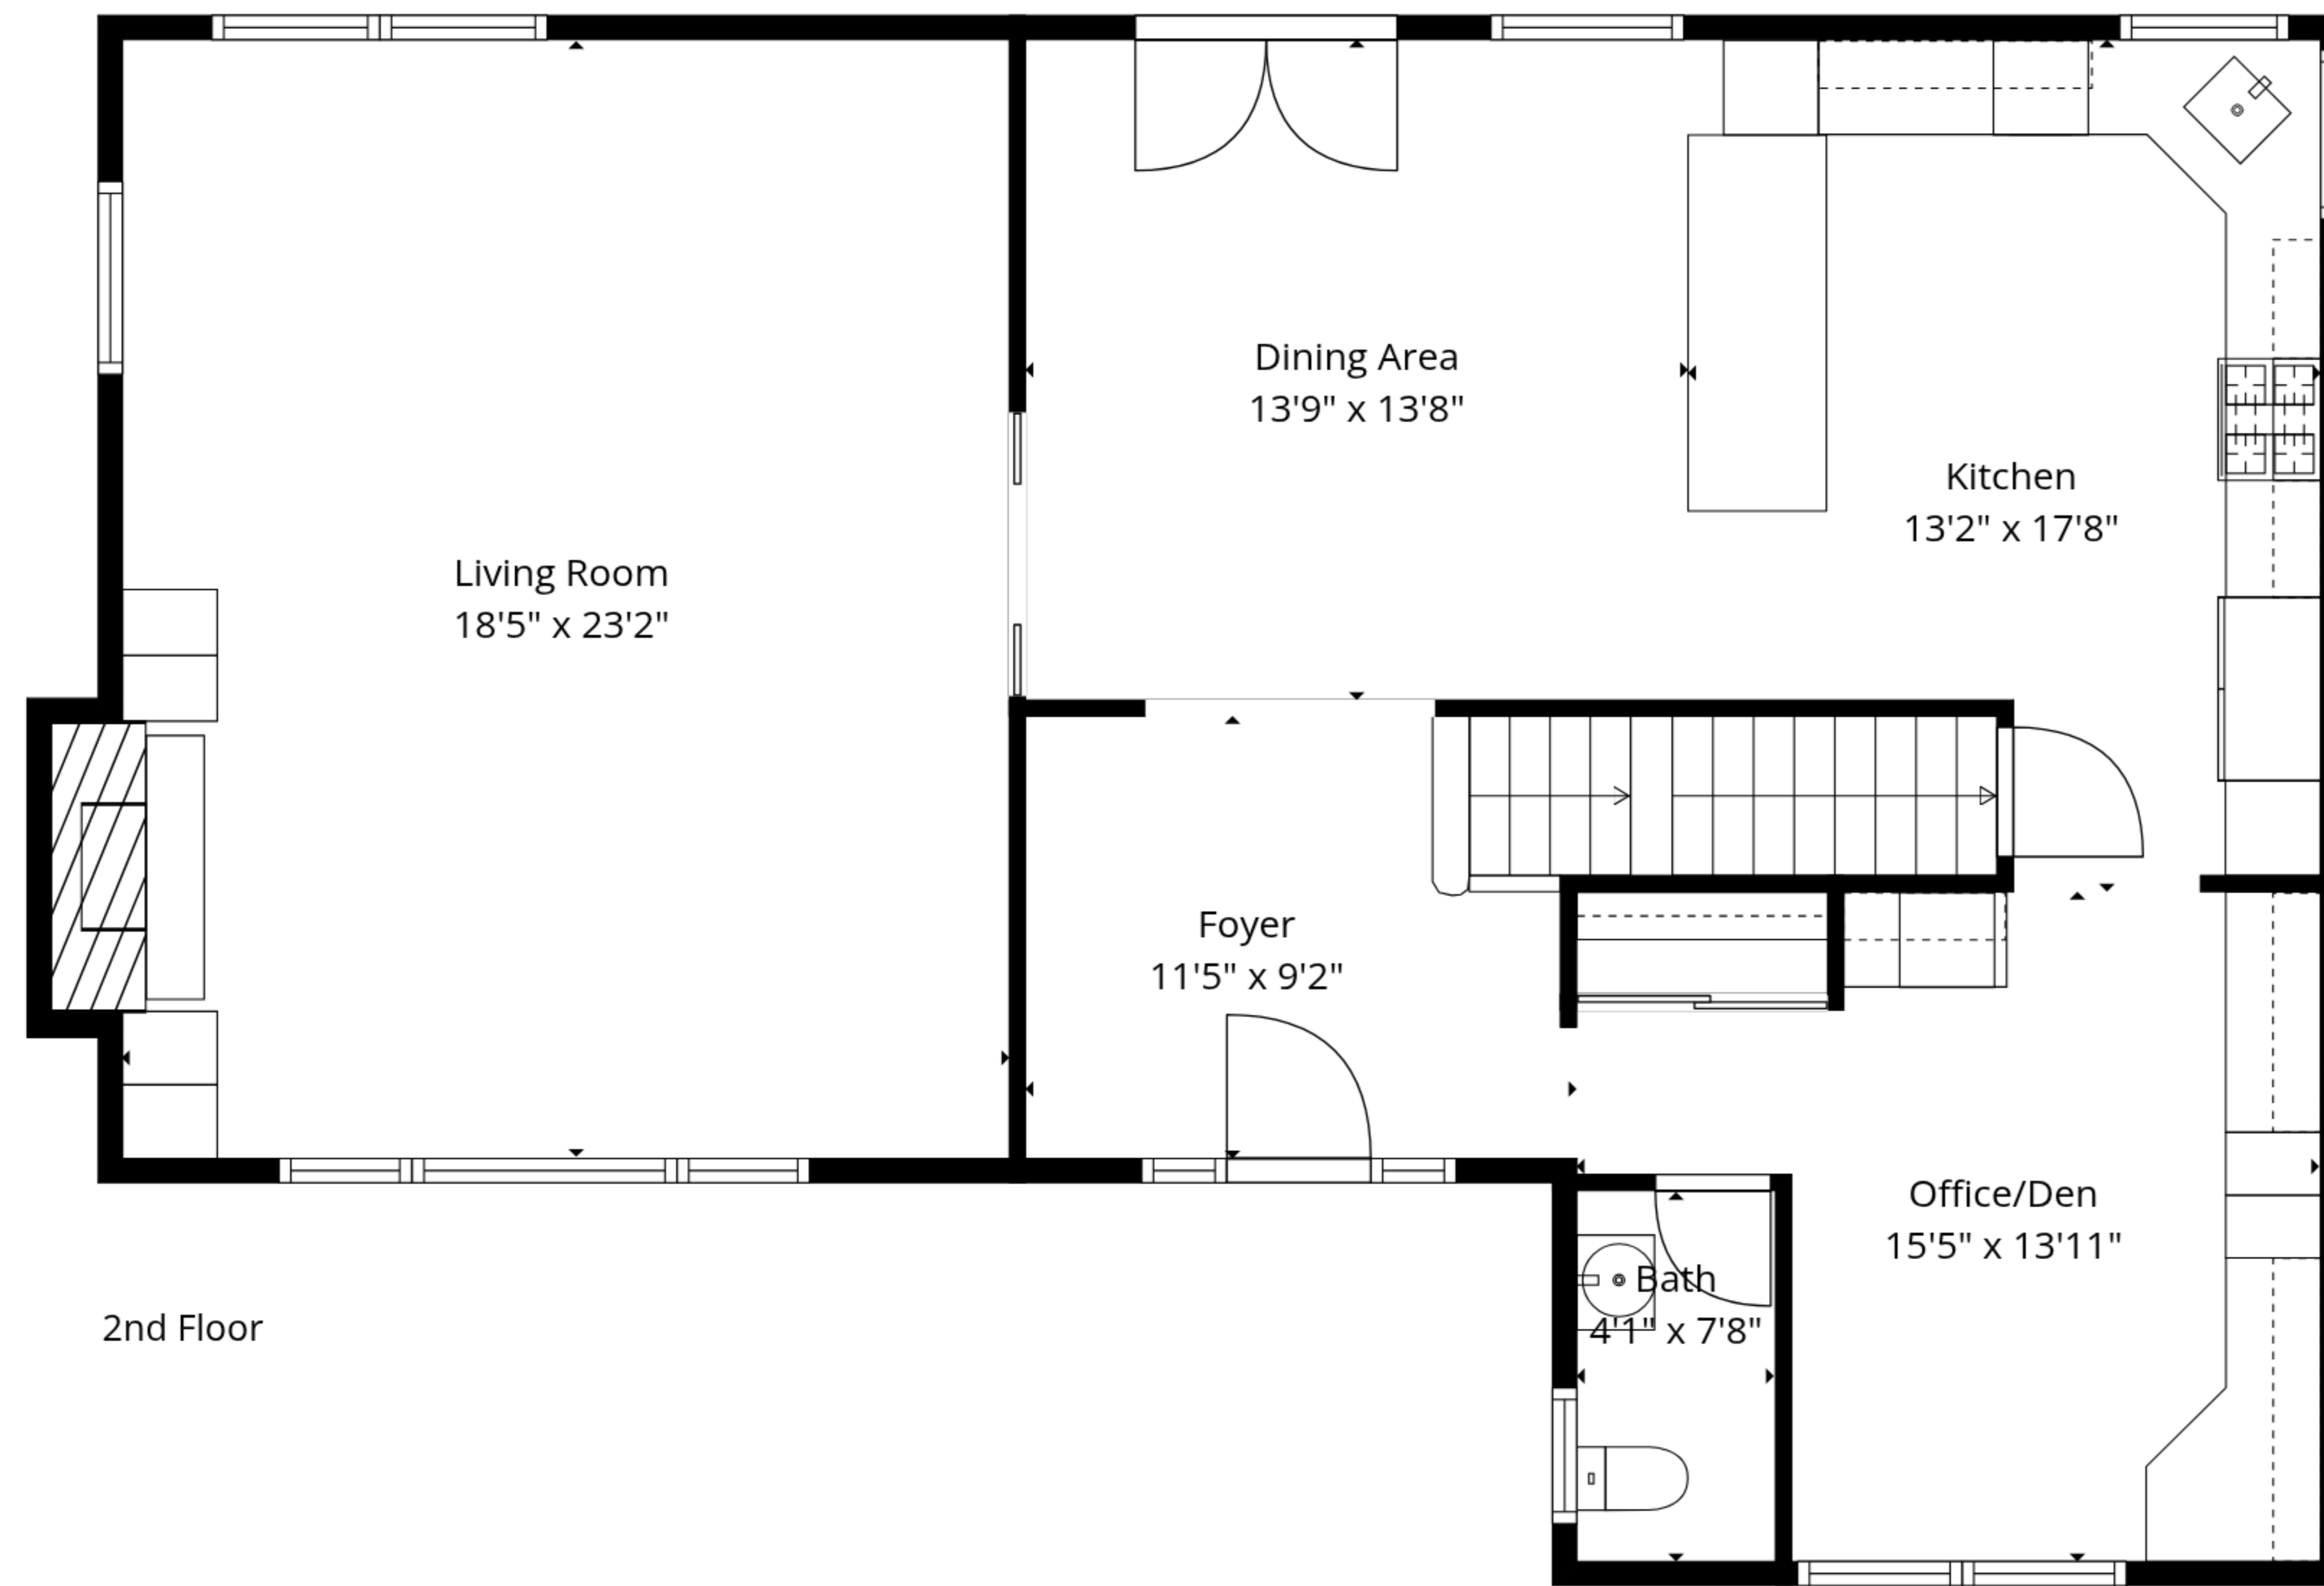 Dining Area
13'9" x 13'8"
Kitchen
13'2" x 17'8"
Living Room
18'5" x 23'2"
Foyer
11'5" x 9'2"
Office/Den
15'5" x 13'11"
Bath
4'1" x 7'8"
2nd Floor